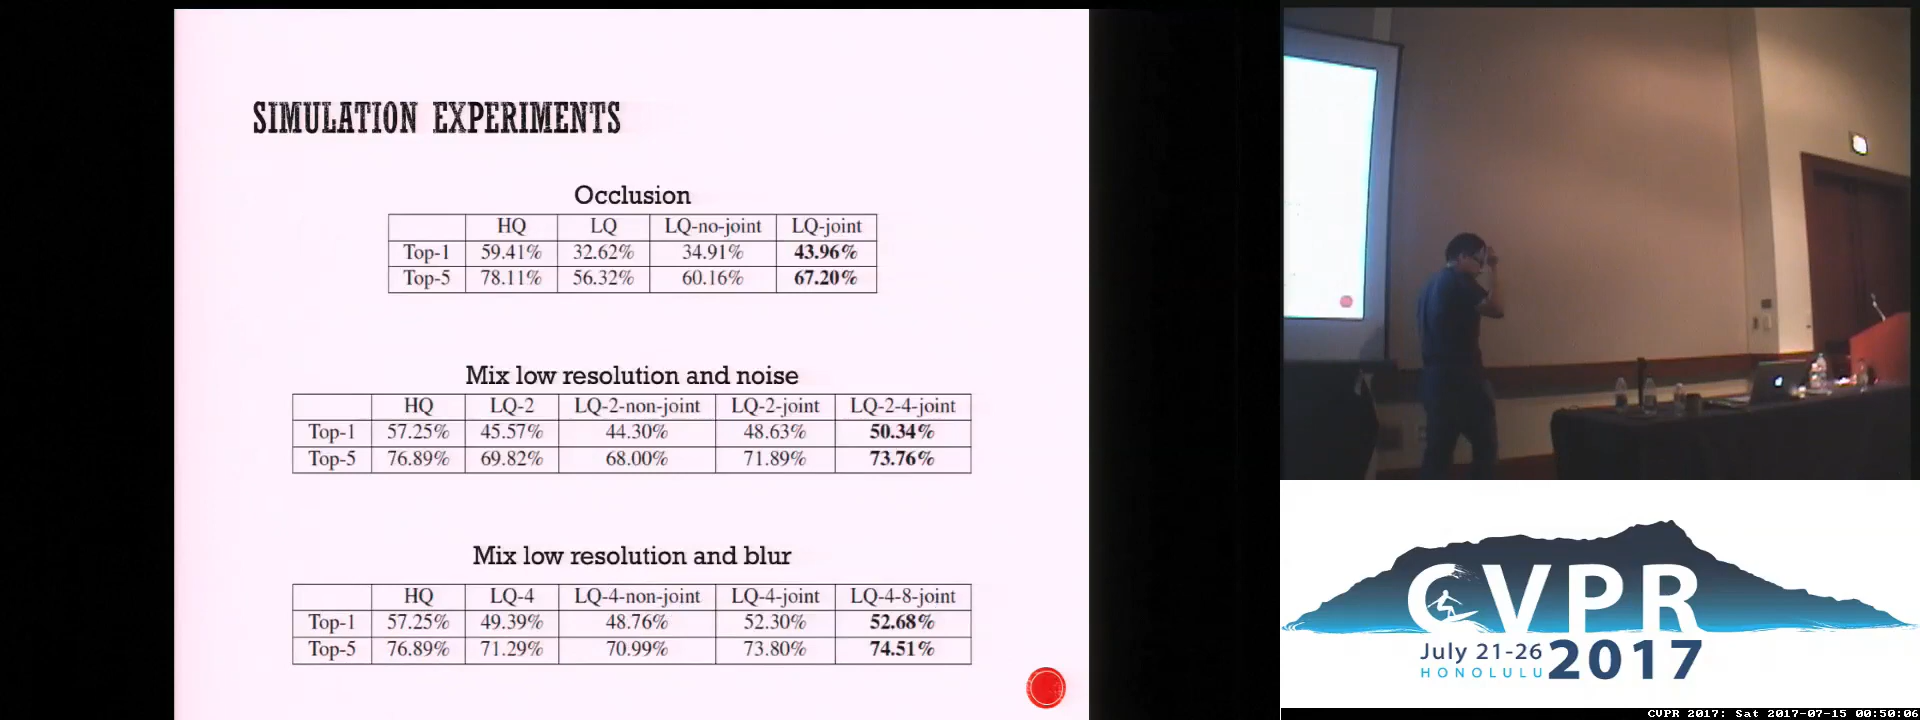 SIMULATION EXPERIMENTS
Occlusion
HQ LQ LQ-no-joint LQ-joint
Top-1 59.41% 32.62% 34.91% 43.96%
Top-5 78.11% 56.32% 60.16% 67.20%
Mix low resolution and noise
HQ LQ-2 LQ-2-non-joint LQ-2-joint LQ-2-4-joint
Top-1 57.25% 45.57% 44.30% 48.63% 50.34%
Top-5 76.89% 69.82% 68.00% 71.89% 73.76%
Mix low resolution and blur
HQ LQ-4 LQ-4-non-joint LQ-4-joint LQ-4-8-joint
Top-1 57.25% 49.39% 48.76% 52.30% 52.68%
Top-5 76.89% 71.29% 70.99% 73.80% 74.51%
CVPR
July 21-26
HONOLULU
2017
CVPR 2017: Sat 2017-07-15 00:50:06